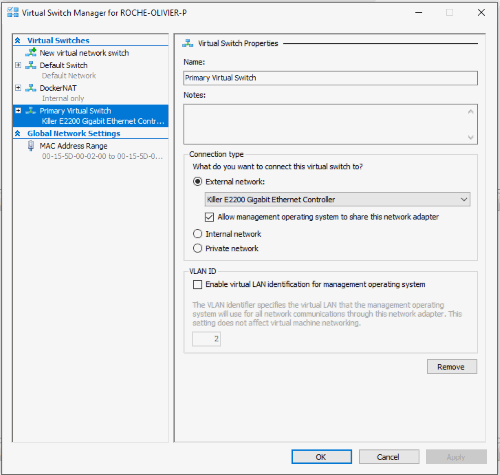 Virtual Switch Manager for ROCHE-OLIVIER-P
Virtual Switches
New virtual network switch
Default Switch
Default Network
DockerNAT
Internal only
Primary Virtual Switch
Killer E2200 Gigabit Ethernet Contr...
Global Network Settings
MAC Address Range
00-15-5D-00-02-00 to 00-15-5D-0...
Virtual Switch Properties
Name:
Primary Virtual Switch
Notes:
Connection type
What do you want to connect this virtual switch to?
External network:
Killer E2200 Gigabit Ethernet Controller
Allow management operating system to share this network adapter
Internal network
Private network
VLAN ID
Enable virtual LAN identification for management operating system
The VLAN identifier specifies the virtual LAN that the management operating
system will use for all network communications through this network adapter. This
setting does not affect virtual machine networking.
2
Remove
OK
Cancel
Apply